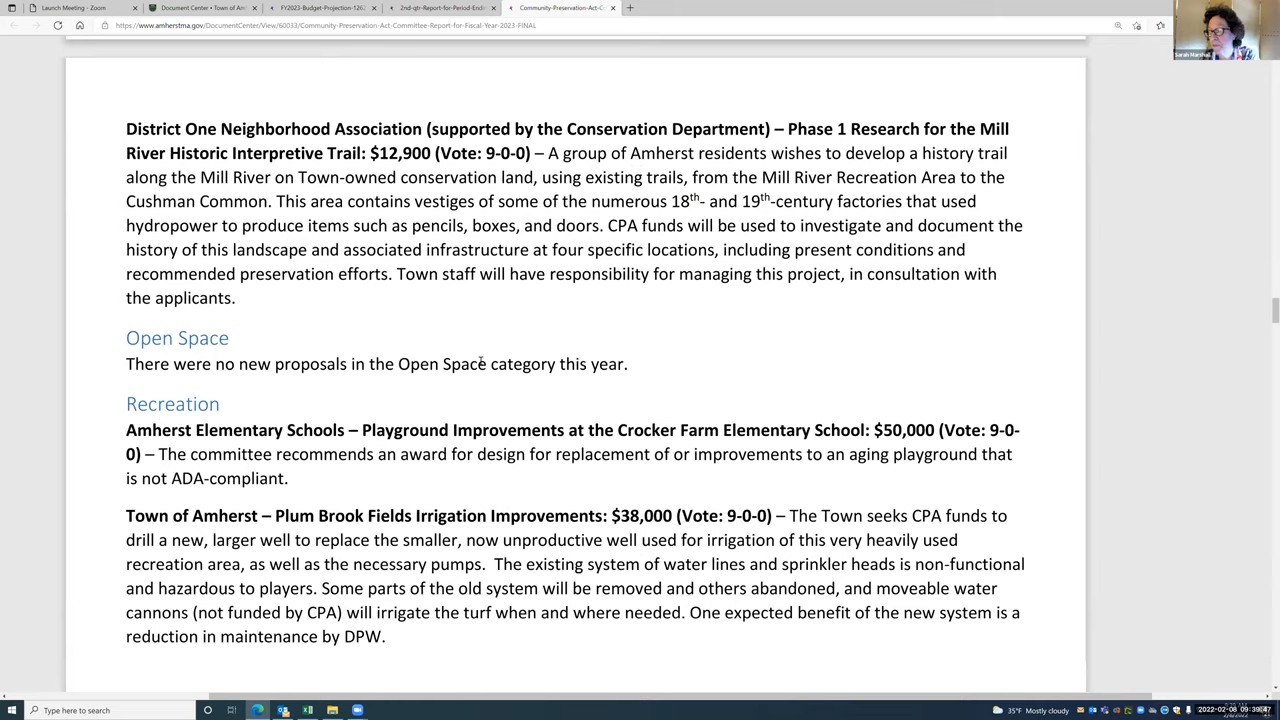 Launch Meeting - Zoom
Document Center • Town of Am
FY2023-Budget-Projection-1262
2nd-qtr-Report-for-Period-Ende
Community-Preservation-Act-C
https://www.amherstma.gov/DocumentCenter/View/60033/Community-Preservation-Act-Committee-Report-for-Fiscal-Year-2023-FINAL
Sarah Marshall
District One Neighborhood Association (supported by the Conservation Department) – Phase 1 Research for the Mill
River Historic Interpretive Trail: $12,900 (Vote: 9-0-0) – A group of Amherst residents wishes to develop a history trail
along the Mill River on Town-owned conservation land, using existing trails, from the Mill River Recreation Area to the
Cushman Common. This area contains vestiges of some of the numerous 18th- and 19th-century factories that used
hydropower to produce items such as pencils, boxes, and doors. CPA funds will be used to investigate and document the
history of this landscape and associated infrastructure at four specific locations, including present conditions and
recommended preservation efforts. Town staff will have responsibility for managing this project, in consultation with
the applicants.
Open Space
There were no new proposals in the Open Space category this year.
Recreation
Amherst Elementary Schools – Playground Improvements at the Crocker Farm Elementary School: $50,000 (Vote: 9-0-
0) – The committee recommends an award for design for replacement of or improvements to an aging playground that
is not ADA-compliant.
Town of Amherst – Plum Brook Fields Irrigation Improvements: $38,000 (Vote: 9-0-0) – The Town seeks CPA funds to
drill a new, larger well to replace the smaller, now unproductive well used for irrigation of this very heavily used
recreation area, as well as the necessary pumps.  The existing system of water lines and sprinkler heads is non-functional
and hazardous to players. Some parts of the old system will be removed and others abandoned, and moveable water
cannons (not funded by CPA) will irrigate the turf when and where needed. One expected benefit of the new system is a
reduction in maintenance by DPW.
Type here to search
35°F Mostly cloudy
2022-02-08 09:39:47